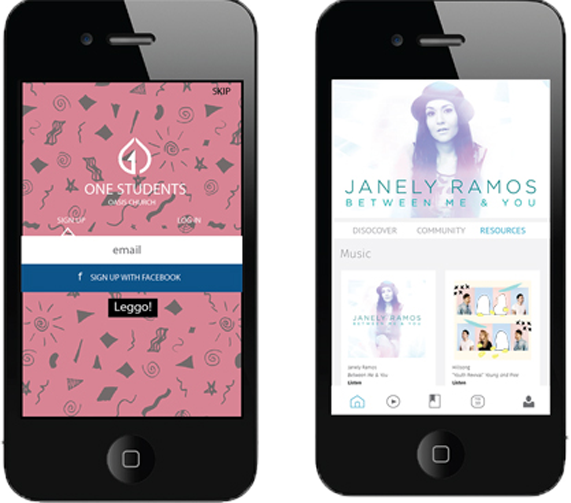 SKIP
ONE STUDENTS
OASIS CHURCH
SIGN UP LOG-IN
email
f SIGN UP WITH FACEBOOK
Leggo!
JANELY RAMOS
BETWEEN ME & YOU
DISOCOVER COMMUNITY RESOURCES
Music
JANELY RAMOS
BETWEEN ME & YOU
Janely Ramos
Between Me & You
Listen
Hillsong
"Youth Revival" Young and Free
Listen